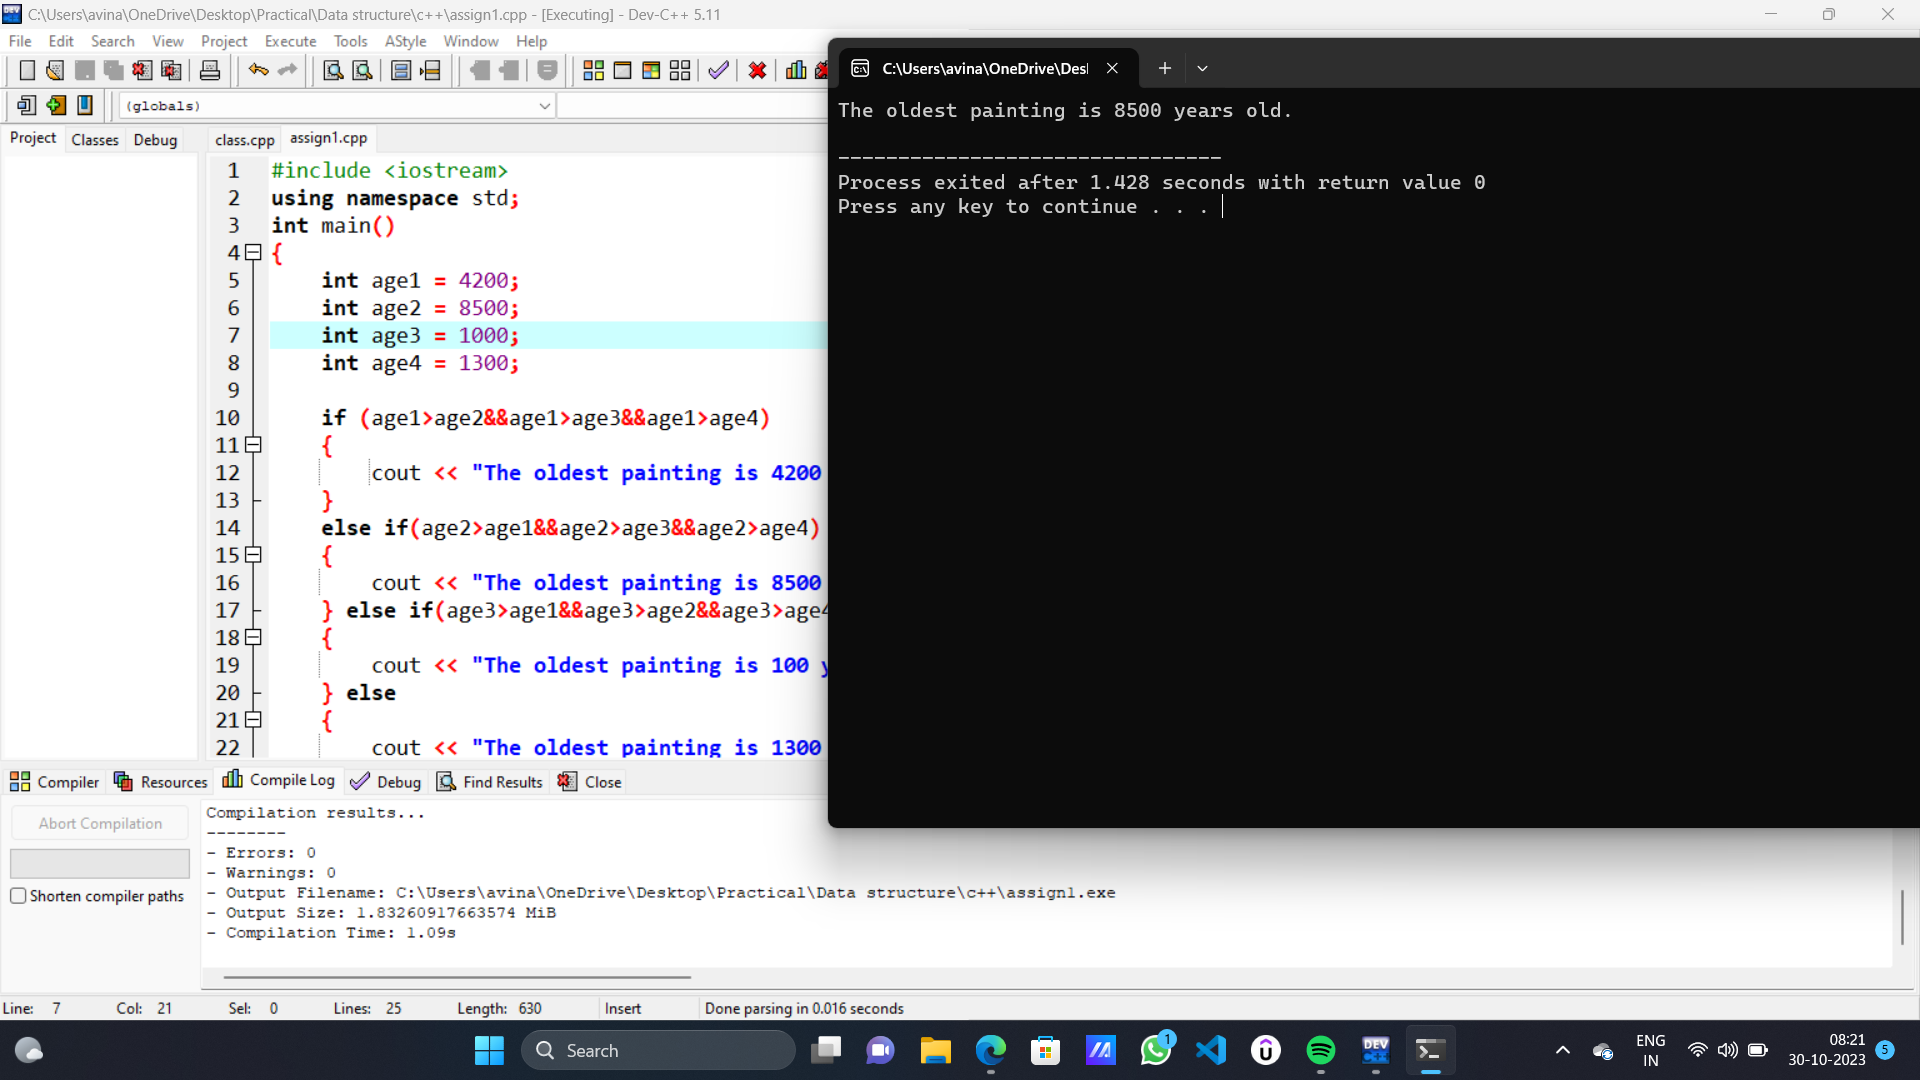 C:\Users\avina\OneDrive\Desktop\Practical\Data structure\c++\assign1.cpp - [Executing] - Dev-C++ 5.11
File Edit Search View Project Execute Tools AStyle Window Help
(globals)
Project Classes Debug
class.cpp assign1.cpp
1 #include <iostream>
2 using namespace std;
3 int main()
4 {
5 int age1 = 4200;
6 int age2 = 8500;
7 int age3 = 1000;
8 int age4 = 1300;
9
10 if (age1>age2&&age1>age3&&age1>age4)
11 {
12 cout << "The oldest painting is 4200
13 }
14 else if(age2>age1&&age2>age3&&age2>age4)
15 {
16 cout << "The oldest painting is 8500
17 } else if(age3>age1&&age3>age2&&age3>age4
18 {
19 cout << "The oldest painting is 100 y
20 } else
21 {
22 cout << "The oldest painting is 1300
C:\Users\avina\OneDrive\Des
The oldest painting is 8500 years old.
--------------------------------
Process exited after 1.428 seconds with return value 0
Press any key to continue . . .
Compiler Resources Compile Log Debug Find Results Close
Abort Compilation
Shorten compiler paths
Compilation results...
--------
- Errors: 0
- Warnings: 0
- Output Filename: C:\Users\avina\OneDrive\Desktop\Practical\Data structure\c++\assign1.exe
- Output Size: 1.83260917663574 MiB
- Compilation Time: 1.09s
Line: 7 Col: 21 Sel: 0 Lines: 25 Length: 630 Insert Done parsing in 0.016 seconds
Search
DEV
C++
1
ENG
IN
08:21
30-10-2023
5